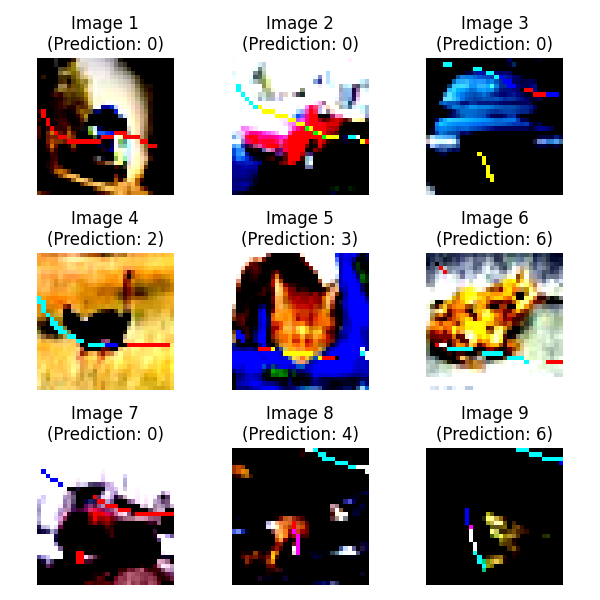 Image 1
(Prediction: 0)
Image 2
(Prediction: 0)
Image 3
(Prediction: 0)
Image 4
(Prediction: 2)
Image 5
(Prediction: 3)
Image 6
(Prediction: 6)
Image 7
(Prediction: 0)
Image 8
(Prediction: 4)
Image 9
(Prediction: 6)